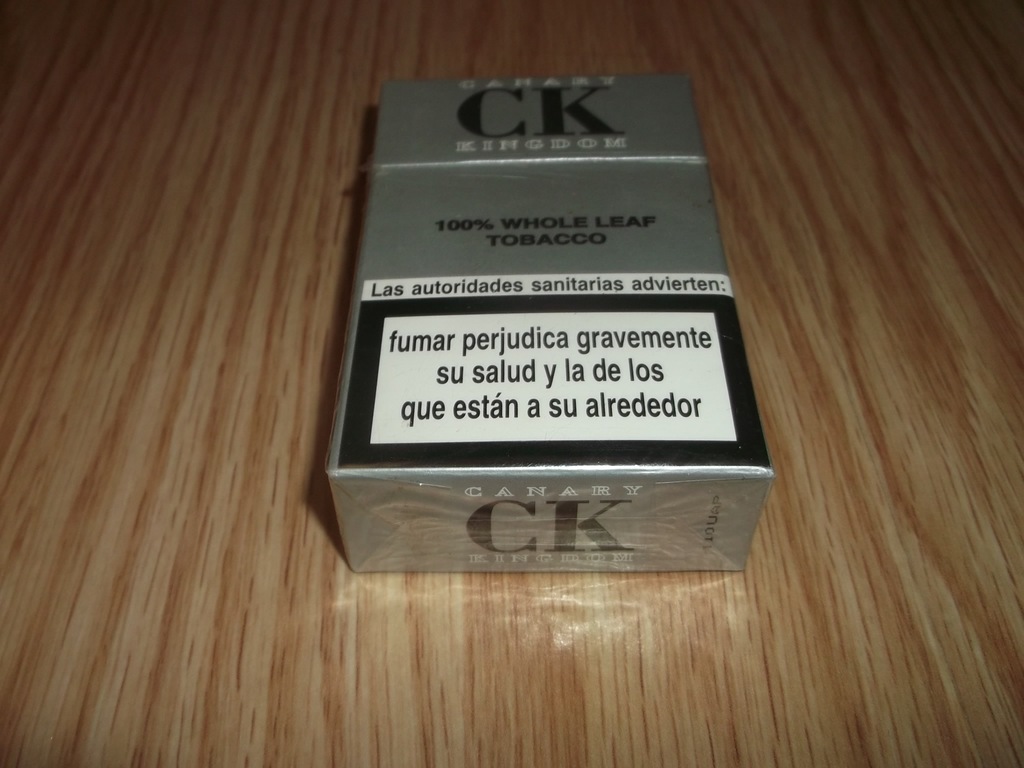 CANARY
CK
KINGDOM
100% WHOLE LEAF
TOBACCO
Las autoridades sanitarias advierten:
fumar perjudica gravemente
su salud y la de los
que están a su alrededor
CANARY
CK
KINGDOM